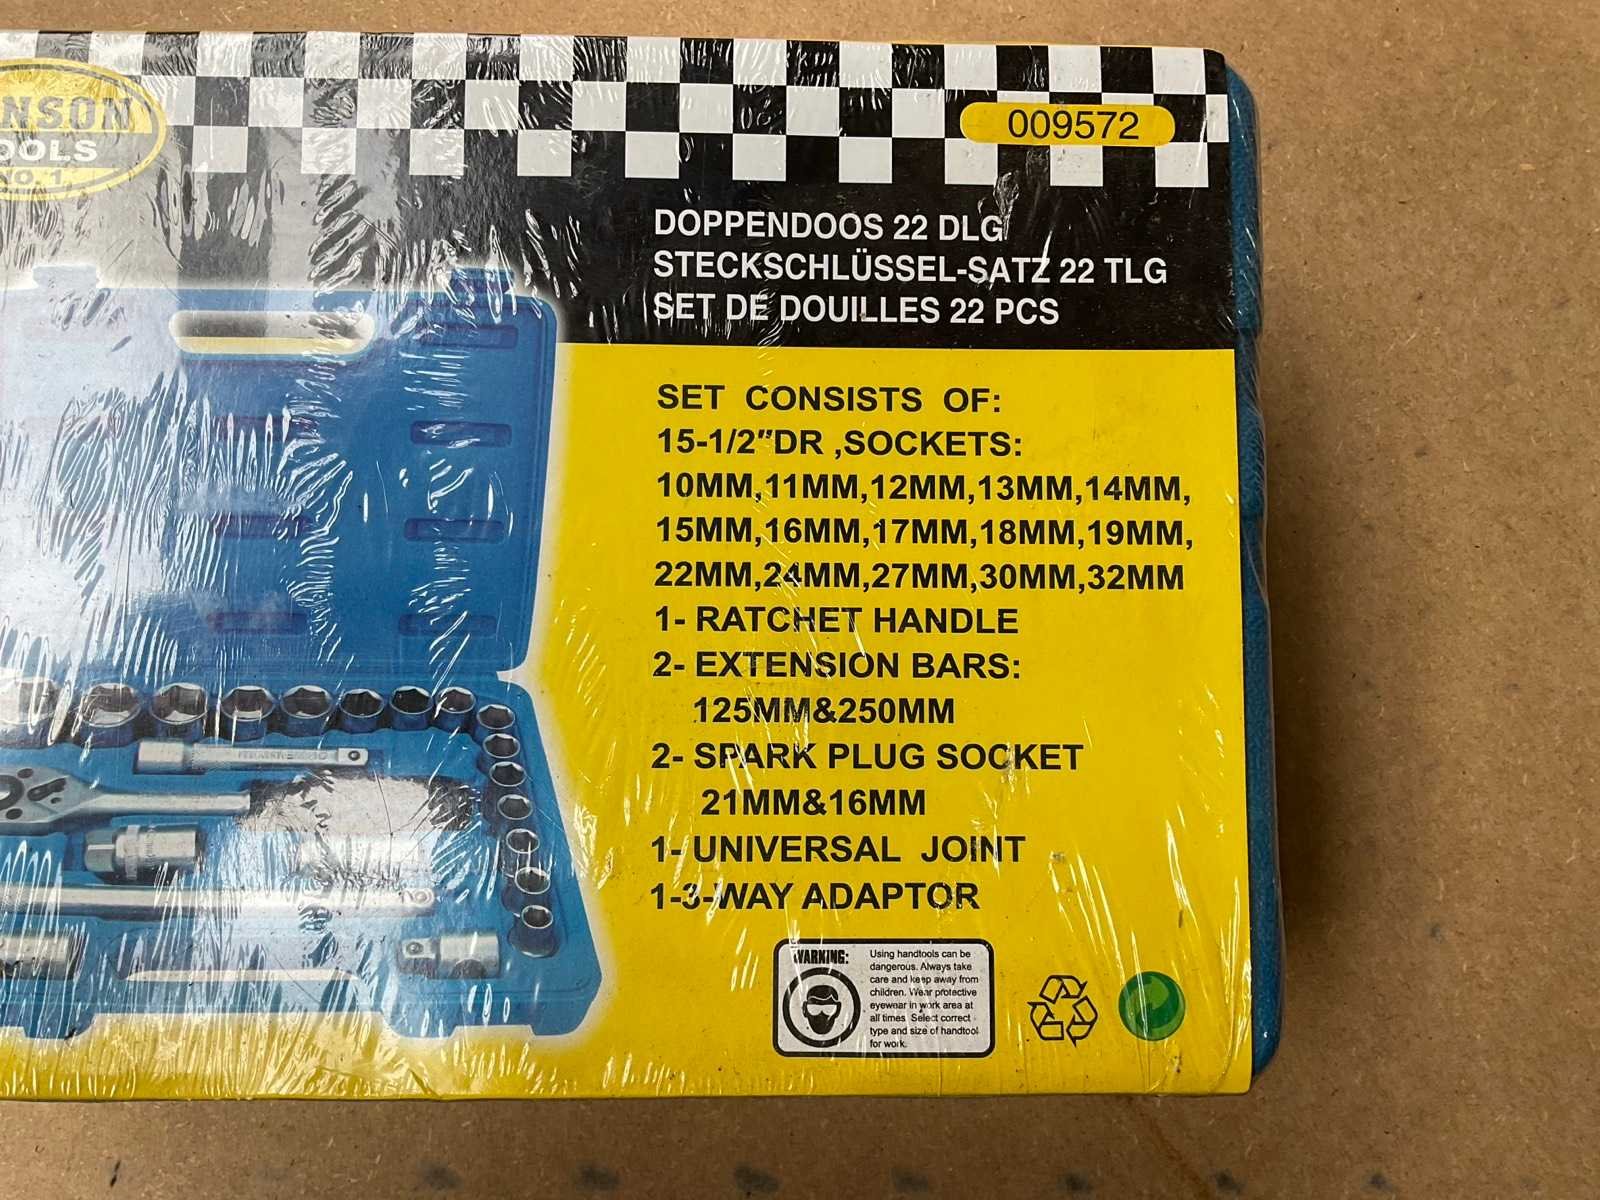 NSON
OOLS
NO. 1
009572
DOPPENDOOS 22 DLG
STECKSCHLÜSSEL-SATZ 22 TLG
SET DE DOUILLES 22 PCS
SET CONSISTS OF:
15-1/2"DR ,SOCKETS:
10MM,11MM,12MM,13MM,14MM,
15MM,16MM,17MM,18MM,19MM,
22MM,24MM,27MM,30MM,32MM
1- RATCHET HANDLE
2- EXTENSION BARS:
125MM&250MM
2- SPARK PLUG SOCKET
21MM&16MM
1- UNIVERSAL JOINT
1-3-WAY ADAPTOR
WARNING:
Using handtools can be
dangerous. Always take
care and keep away from
children. Wear protective
eyewear in work area at
all times. Select correct
type and size of handtool
for work.